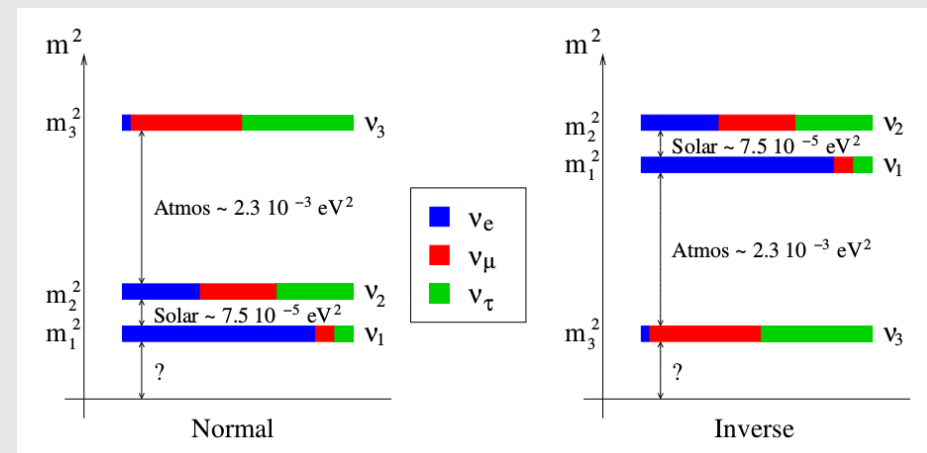 m²
m₃²
ν₃
Atmos ~ 2.3 10 ⁻³ eV²
m₂²
ν₂
Solar ~ 7.5 10 ⁻⁵ eV²
m₁²
ν₁
?
Normal
νₑ
ν_μ
ν_τ
m²
m₂²
ν₂
Solar ~ 7.5 10 ⁻⁵ eV²
m₁²
ν₁
Atmos ~ 2.3 10 ⁻³ eV²
m₃²
ν₃
?
Inverse